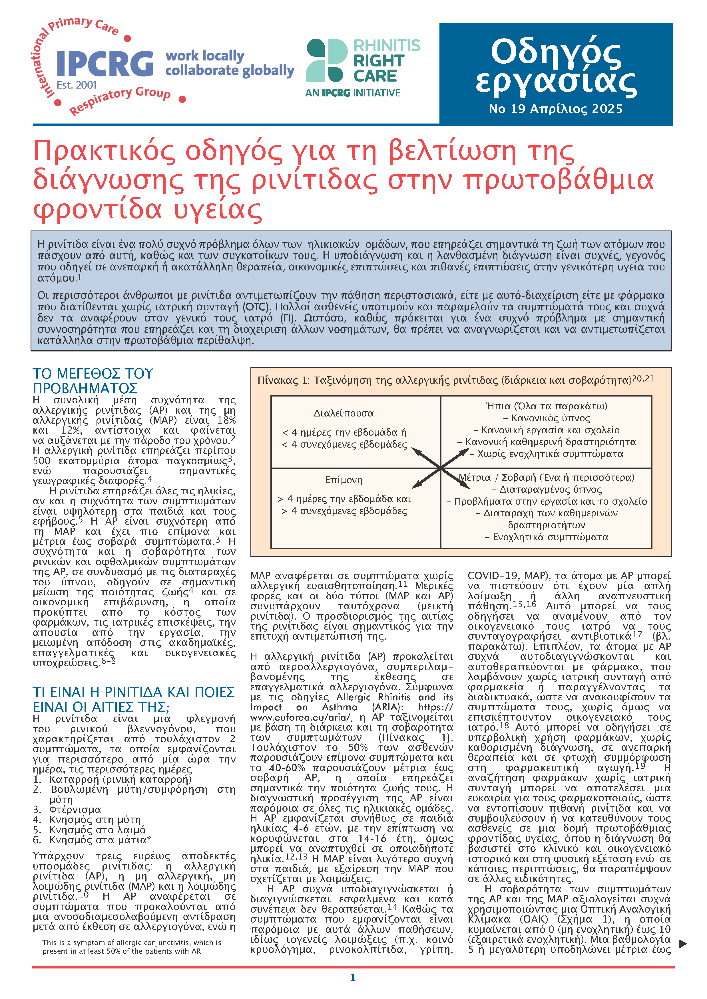 International Primary Care
IPCRG
Est. 2001
Respiratory Group
work locally
collaborate globally
RHINITIS
RIGHT
CARE
AN IPCRG INITIATIVE
Οδηγός
εργασίας
No 19 Απρίλιος 2025
Πρακτικός οδηγός για τη βελτίωση της
διάγνωσης της ρινίτιδας στην πρωτοβάθμια
φροντίδα υγείας
Η ρινίτιδα είναι ένα πολύ συχνό πρόβλημα όλων των ηλικιακών ομάδων, που επηρεάζει σημαντικά τη ζωή των ατόμων που
πάσχουν από αυτή, καθώς και των συγκατοίκων τους. Η υποδιάγνωση και η λανθασμένη διάγνωση είναι συχνές, γεγονός
που οδηγεί σε ανεπαρκή ή ακατάλληλη θεραπεία, οικονομικές επιπτώσεις και πιθανές επιπτώσεις στην γενικότερη υγεία του
ατόμου.1
Οι περισσότεροι άνθρωποι με ρινίτιδα αντιμετωπίζουν την πάθηση περιστασιακά, είτε με αυτό-διαχείριση είτε με φάρμακα
που διατίθενται χωρίς ιατρική συνταγή (OTC). Πολλοί ασθενείς υποτιμούν και παραμελούν τα συμπτώματά τους και συχνά
δεν τα αναφέρουν στον γενικό τους ιατρό (ΓΙ). Ωστόσο, καθώς πρόκειται για ένα συχνό πρόβλημα με σημαντική
συννοσηρότητα που επηρεάζει και τη διαχείριση άλλων νοσημάτων, θα πρέπει να αναγνωρίζεται και να αντιμετωπίζεται
κατάλληλα στην πρωτοβάθμια περίθαλψη.
ΤΟ ΜΕΓΕΘΟΣ ΤΟΥ
ΠΡΟΒΛΗΜΑΤΟΣ
Η συνολική μέση συχνότητα της
αλλεργικής ρινίτιδας (ΑΡ) και της μη
αλλεργικής ρινίτιδας (ΜΑΡ) είναι 18%
και 12%, αντίστοιχα και φαίνεται
να αυξάνεται με την πάροδο του χρόνου.2
Η αλλεργική ρινίτιδα επηρεάζει περίπου
500 εκατομμύρια άτομα παγκοσμίως3,
ενώ παρουσιάζει σημαντικές
γεωγραφικές διαφορές.4
Η ρινίτιδα επηρεάζει όλες τις ηλικίες,
αν και η συχνότητα των συμπτωμάτων
είναι υψηλότερη στα παιδιά και τους
εφήβους.5 Η ΑΡ είναι συχνότερη από
τη ΜΑΡ και έχει πιο επίμονα και
μέτρια-έως-σοβαρά συμπτώματα.3 Η
συχνότητα και η σοβαρότητα των
ρινικών και οφθαλμικών συμπτωμάτων
της ΑΡ, σε συνδυασμό με τις διαταραχές
του ύπνου, οδηγούν σε σημαντική
μείωση της ποιότητας ζωής4 και σε
οικονομική επιβάρυνση, η οποία
προκύπτει από το κόστος των
φαρμάκων, τις ιατρικές επισκέψεις, την
απουσία από την εργασία, την
μειωμένη απόδοση στις ακαδημαϊκές,
επαγγελματικές και οικογενειακές
υποχρεώσεις.6-8
ΤΙ ΕΙΝΑΙ Η ΡΙΝΙΤΙΔΑ ΚΑΙ ΠΟΙΕΣ
ΕΙΝΑΙ ΟΙ ΑΙΤΙΕΣ ΤΗΣ;
Η ρινίτιδα είναι μια φλεγμονή
του ρινικού βλεννογόνου, που
χαρακτηρίζεται από τουλάχιστον 2
συμπτώματα, τα οποία εμφανίζονται
για περισσότερο από μία ώρα την
ημέρα, τις περισσότερες ημέρες
1. Καταρροή (ρινική καταρροή)
2. Βουλωμένη μύτη/συμφόρηση στη
μύτη
3. Φτέρνισμα
4. Κνησμός στη μύτη
5. Κνησμός στο λαιμό
6. Κνησμός στα μάτια*
Υπάρχουν τρεις ευρέως αποδεκτές
υποομάδες ρινίτιδας: η αλλεργική
ρινίτιδα (ΑΡ), η μη αλλεργική, μη
λοιμώδης ρινίτιδα (ΜΛΡ) και η λοιμώδης
ρινίτιδα.10 Η ΑΡ αναφέρεται σε
συμπτώματα που προκαλούνται από
μια ανοσοδιαμεσολαβούμενη αντίδραση
μετά από έκθεση σε αλλεργιογόνα, ενώ η
* This is a symptom of allergic conjunctivitis, which is
present in at least 50% of the patients with AR
Πίνακας 1: Ταξινόμηση της αλλεργικής ρινίτιδας (διάρκεια και σοβαρότητα)20,21
Διαλείπουσα
< 4 ημέρες την εβδομάδα ή
< 4 συνεχόμενες εβδομάδες
Ήπια (Όλα τα παρακάτω)
– Κανονικός ύπνος
– Κανονική εργασία και σχολείο
– Κανονική καθημερινή δραστηριότητα
– Χωρίς ενοχλητικά συμπτώματα
Επίμονη
> 4 ημέρες την εβδομάδα και
> 4 συνεχόμενες εβδομάδες
Μέτρια / Σοβαρή (Ένα ή περισσότερα)
– Διαταραγμένος ύπνος
– Προβλήματα στην εργασία και το σχολείο
– Διαταραχή των καθημερινών
δραστηριοτήτων
– Ενοχλητικά συμπτώματα
ΜΛΡ αναφέρεται σε συμπτώματα χωρίς
αλλεργική ευαισθητοποίηση.11 Μερικές
φορές και οι δύο τύποι (ΜΛΡ και ΑΡ)
συνυπάρχουν ταυτόχρονα (μεικτή
ρινίτιδα). Ο προσδιορισμός της αιτίας
της ρινίτιδας είναι σημαντικός για την
επιτυχή αντιμετώπισή της.
Η αλλεργική ρινίτιδα (ΑΡ) προκαλείται
από αεροαλλεργιογόνα, συμπεριλαμ-
βανομένης της έκθεσης σε
επαγγελματικά αλλεργιογόνα. Σύμφωνα
με τις οδηγίες Allergic Rhinitis and its
Impact on Asthma (ARIA): https://
www.euforea.eu/aria/, η ΑΡ ταξινομείται
με βάση τη διάρκεια και τη σοβαρότητα
των συμπτωμάτων (Πίνακας 1).
Τουλάχιστον το 50% των ασθενών
παρουσιάζουν επίμονα συμπτώματα και
το 40-60% παρουσιάζουν μέτρια έως
σοβαρή ΑΡ, η οποία επηρεάζει
σημαντικά την ποιότητα ζωής τους. Η
διαγνωστική προσέγγιση της ΑΡ είναι
παρόμοια σε όλες τις ηλικιακές ομάδες.
Η ΑΡ εμφανίζεται συνήθως σε παιδιά
ηλικίας 4-6 ετών, με την επίπτωση να
κορυφώνεται στα 14-16 έτη, όμως
μπορεί να αναπτυχθεί σε οποιαδήποτε
ηλικία.12,13 Η ΜΑΡ είναι λιγότερο συχνή
στα παιδιά, με εξαίρεση την ΜΑΡ που
σχετίζεται με λοιμώξεις.
Η ΑΡ συχνά υποδιαγιγνώσκεται ή
διαγιγνώσκεται εσφαλμένα και κατά
συνέπεια δεν θεραπεύεται.14 Καθώς τα
συμπτώματα που εμφανίζονται είναι
παρόμοια με αυτά άλλων παθήσεων,
ιδίως ιογενείς λοιμώξεις (π.χ. κοινό
κρυολόγημα, ρινοκολπίτιδα, γρίπη,
COVID-19, ΜΑΡ), τα άτομα με ΑΡ μπορεί
να πιστεύουν ότι έχουν μία απλή
λοίμωξη ή άλλη αναπνευστική
πάθηση.15,16 Αυτό μπορεί να τους
οδηγήσει να αναμένουν από τον
οικογενειακό τους ιατρό να τους
συνταγογραφήσει αντιβιοτικά17 (βλ.
παρακάτω). Επιπλέον, τα άτομα με ΑΡ
συχνά αυτοδιαγιγνώσκονται και
αυτοθεραπεύονται με φάρμακα, που
λαμβάνουν χωρίς ιατρική συνταγή από
φαρμακεία ή παραγγέλνοντας τα
διαδικτυακά, ώστε να ανακουφίσουν τα
συμπτώματα τους, χωρίς όμως να
επισκέπτουντον οικογενειακό τους
ιατρό.18 Αυτό μπορεί να οδηγήσει :σε
υπερβολική χρήση φαρμάκων, χωρίς
καθορισμένη διάγνωση, σε ανεπαρκή
θεραπεία και σε φτωχή συμμόρφωση
στη φαρμακευτική αγωγή.19 Η
αναζήτηση φαρμάκων χωρίς ιατρική
συνταγή μπορεί να αποτελέσει μια
ευκαιρία για τους φαρμακοποιούς, ώστε
να εντοπίσουν πιθανή ρινίτιδα και να
συμβουλεύσουν ή να κατευθύνουν τους
ασθενείς σε μια δομή πρωτοβάθμιας
φροντίδας υγείας, όπου η διάγνωση θα
βασιστεί στο κλινικό και οικογενειακό
ιστορικό και στη φυσική εξέταση ενώ σε
κάποιες περιπτώσεις, θα παραπέμψουν
σε άλλες ειδικότητες.
Η σοβαρότητα των συμπτωμάτων
της ΑΡ και της ΜΑΡ αξιολογείται συχνά
χρησιμοποιώντας μια Οπτική Αναλογική
Κλίμακα (ΟΑΚ) (Σχήμα 1), η οποία
κυμαίνεται από 0 (μη ενοχλητική) έως 10
(εξαιρετικά ενοχλητική). Μια βαθμολογία
5 ή μεγαλύτερη υποδηλώνει μέτρια έως
1